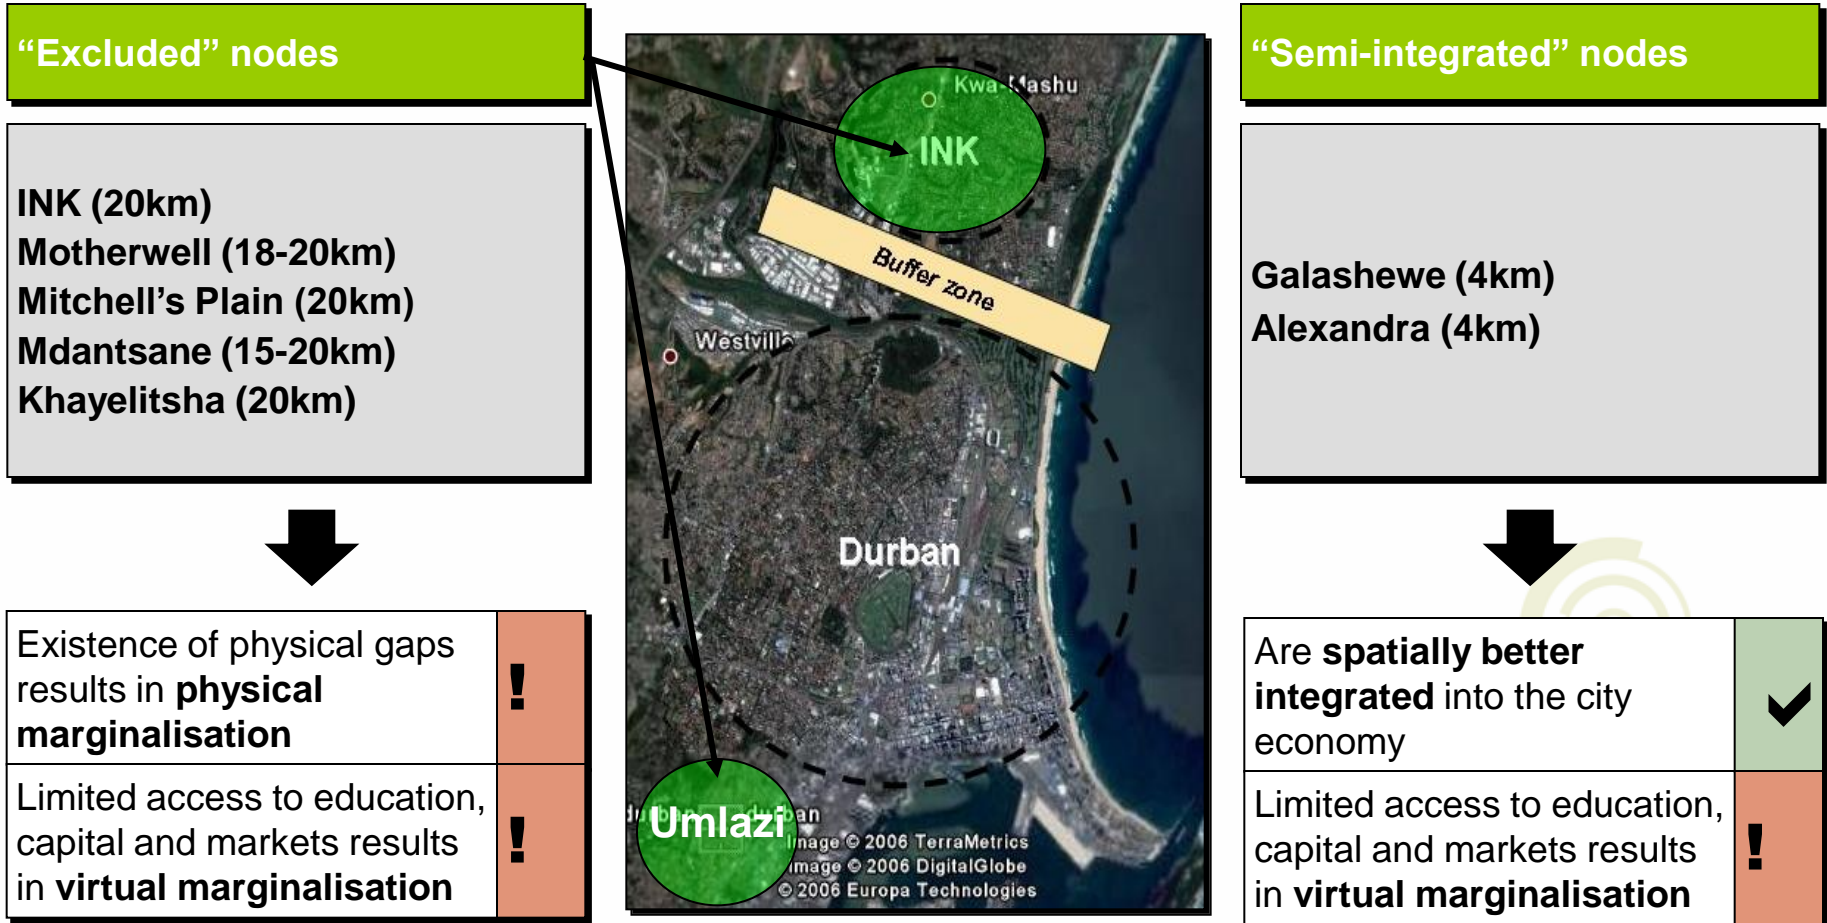 “Excluded” nodes
INK (20km)
Motherwell (18-20km)
Mitchell’s Plain (20km)
Mdantsane (15-20km)
Khayelitsha (20km)
Existence of physical gaps
results in physical
marginalisation
!
Limited access to education,
capital and markets results
in virtual marginalisation
!
Kwa-Mashu
INK
Buffer zone
Westville
Durban
Umlazi
Image © 2006 TerraMetrics
Image © 2006 DigitalGlobe
© 2006 Europa Technologies
“Semi-integrated” nodes
Galashewe (4km)
Alexandra (4km)
Are spatially better
integrated into the city
economy
Limited access to education,
capital and markets results
in virtual marginalisation
!